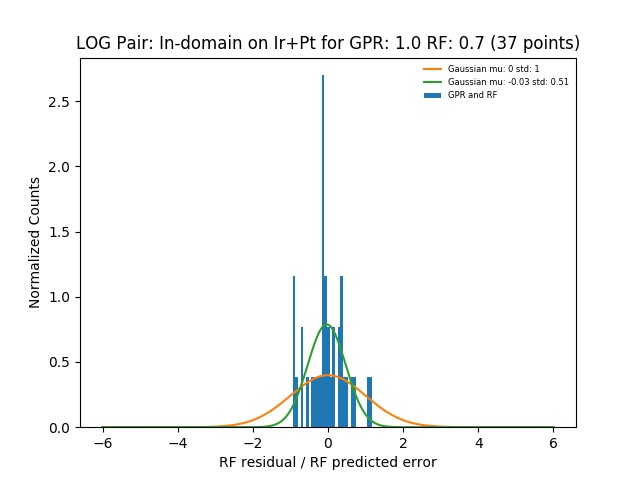 LOG Pair: In-domain on Ir+Pt for GPR: 1.0 RF: 0.7 (37 points)
Gaussian mu: 0 std: 1
Gaussian mu: -0.03 std: 0.51
GPR and RF
Normalized Counts
2.5
2.0
1.5
1.0
0.5
0.0
−6 −4 −2 0 2 4 6
RF residual / RF predicted error